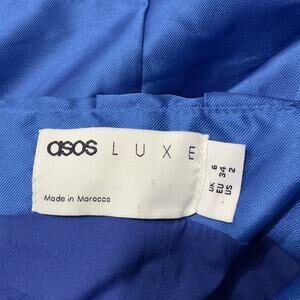 asos LUXE
Made in Morocco
UK 6
EU 34
US 2